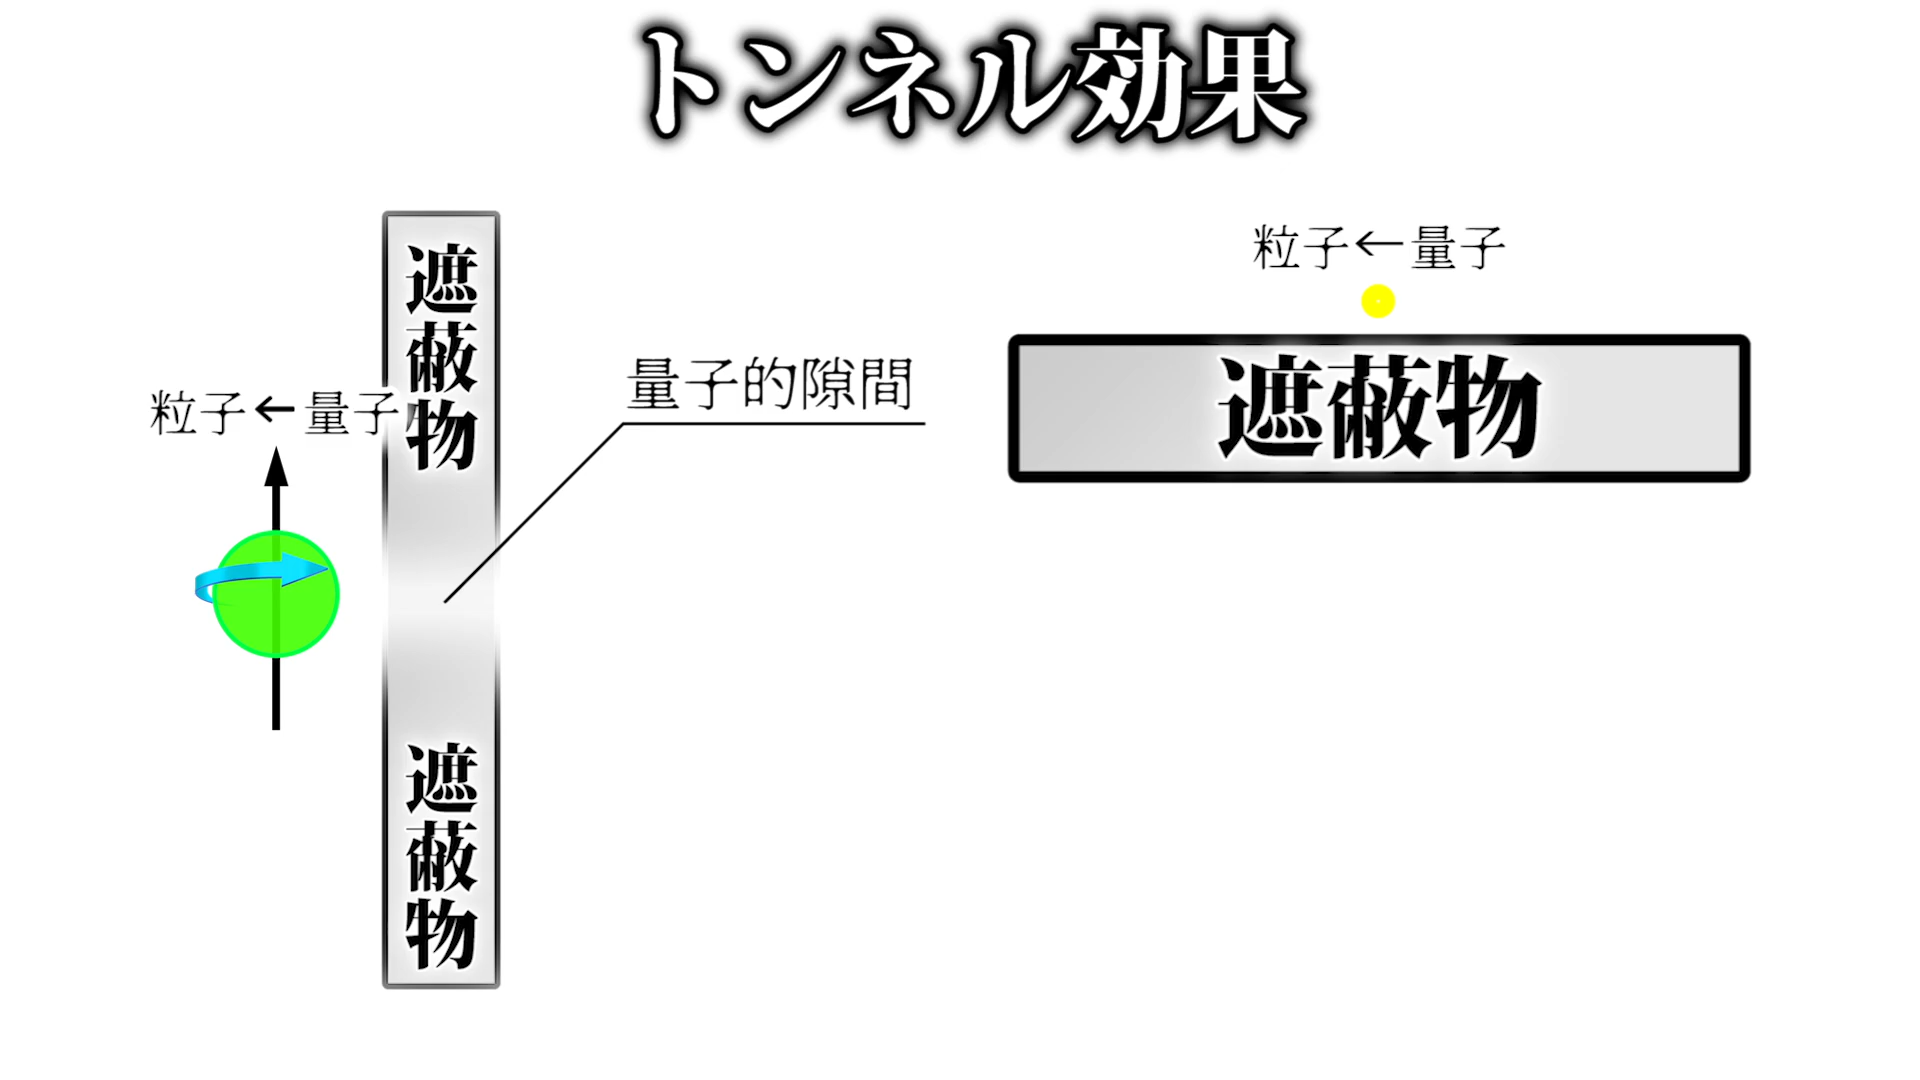 トンネル効果
遮蔽物
粒子←量子
量子的隙間
遮蔽物
粒子←量子
遮蔽物